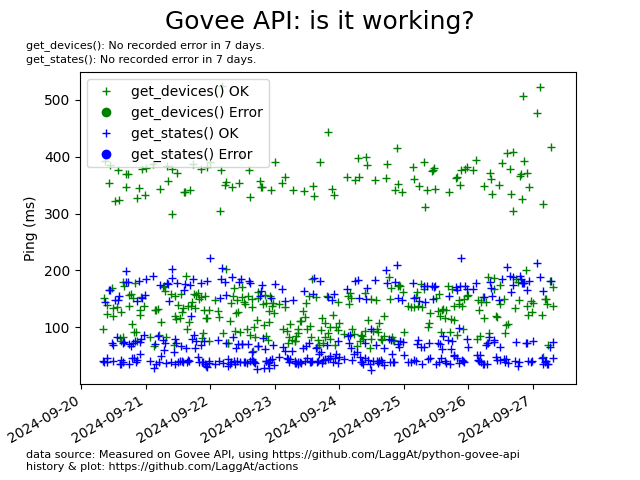 Govee API: is it working?
get_devices(): No recorded error in 7 days.
get_states(): No recorded error in 7 days.
get_devices() OK
get_devices() Error
get_states() OK
get_states() Error
Ping (ms)
500
400
300
200
100
2024-09-20
2024-09-21
2024-09-22
2024-09-23
2024-09-24
2024-09-25
2024-09-26
2024-09-27
data source: Measured on Govee API, using https://github.com/LaggAt/python-govee-api
history & plot: https://github.com/LaggAt/actions